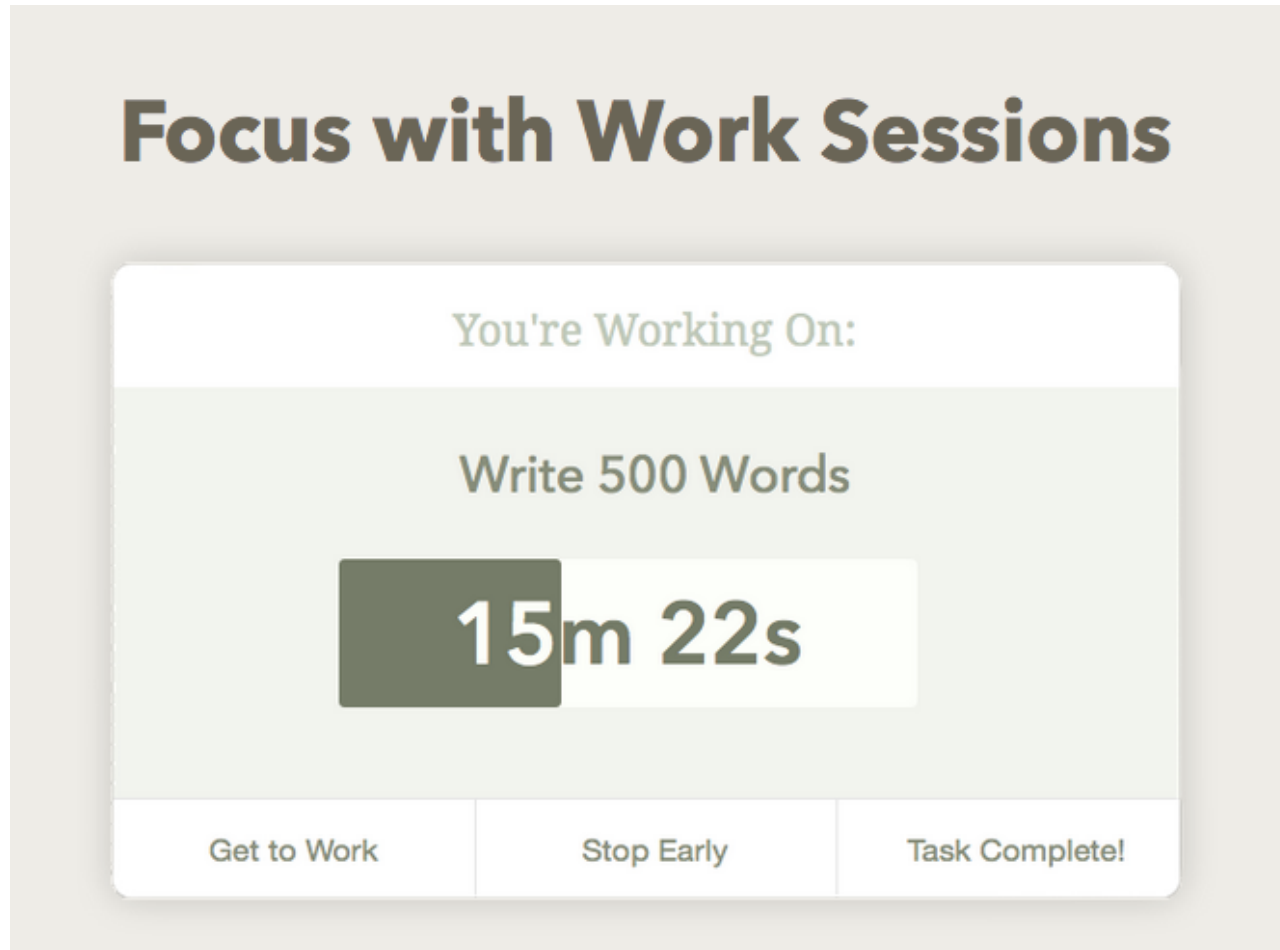 Focus with Work Sessions
You're Working On:
Write 500 Words
15m 22s
Get to Work
Stop Early
Task Complete!